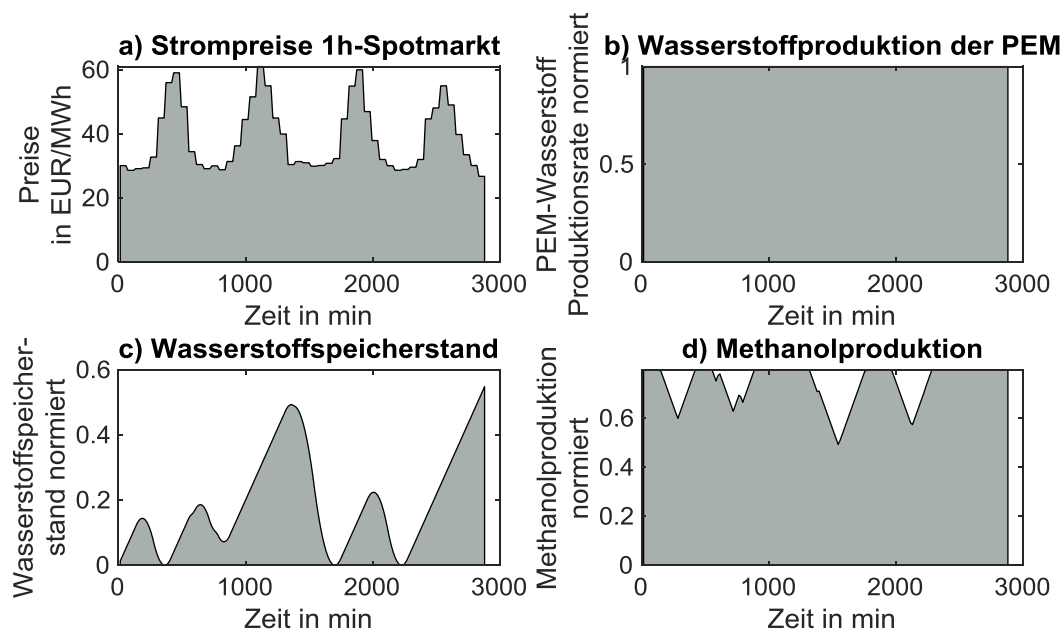 a) Strompreise 1h-Spotmarkt
Preise
in EUR/MWh
60
40
20
0
0 1000 2000 3000
Zeit in min
b) Wasserstoffproduktion der PEM
PEM-Wasserstoff
Produktionsrate normiert
1
0.5
0
0 1000 2000 3000
Zeit in min
c) Wasserstoffspeicherstand
Wasserstoffspeicher-
stand normiert
0.6
0.4
0.2
0
0 1000 2000 3000
Zeit in min
d) Methanolproduktion
Methanolproduktion
normiert
0.6
0.4
0.2
0
0 1000 2000 3000
Zeit in min